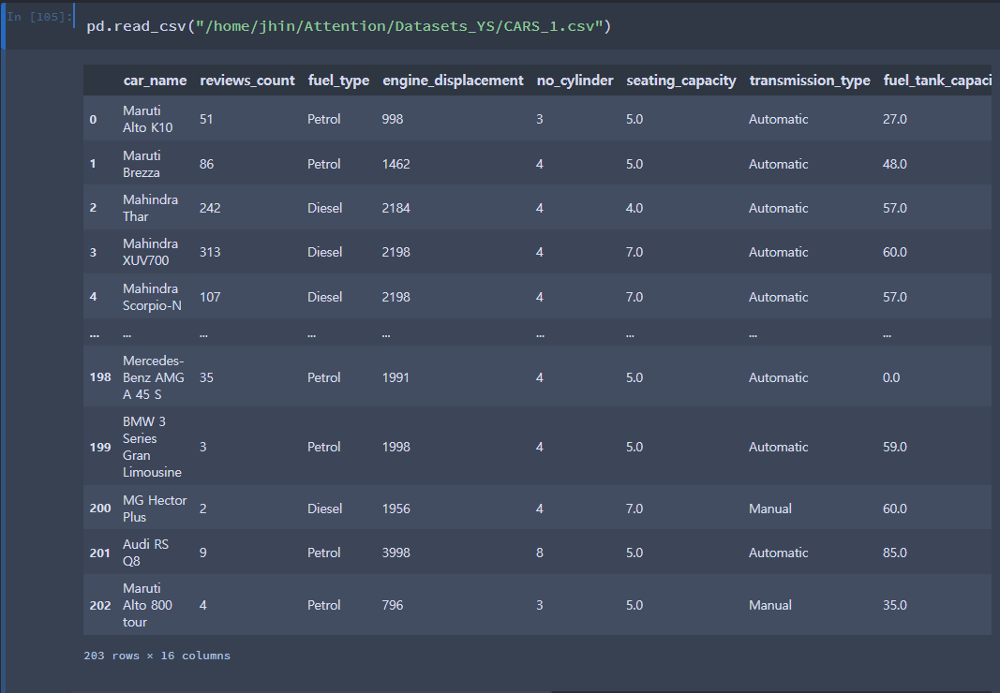 In [105]:
pd.read_csv("/home/jhin/Attention/Datasets_YS/CARS_1.csv")
car_name reviews_count fuel_type engine_displacement no_cylinder seating_capacity transmission_type fuel_tank_capaci
0 Maruti Alto K10 51 Petrol 998 3 5.0 Automatic 27.0
1 Maruti Brezza 86 Petrol 1462 4 5.0 Automatic 48.0
2 Mahindra Thar 242 Diesel 2184 4 4.0 Automatic 57.0
3 Mahindra XUV700 313 Diesel 2198 4 7.0 Automatic 60.0
4 Mahindra Scorpio-N 107 Diesel 2198 4 7.0 Automatic 57.0
... ... ... ... ... ... ... ... ...
198 Mercedes-Benz AMG A 45 S 35 Petrol 1991 4 5.0 Automatic 0.0
199 BMW 3 Series Gran Limousine 3 Petrol 1998 4 5.0 Automatic 59.0
200 MG Hector Plus 2 Diesel 1956 4 7.0 Manual 60.0
201 Audi RS Q8 9 Petrol 3998 8 5.0 Automatic 85.0
202 Maruti Alto 800 tour 4 Petrol 796 3 5.0 Manual 35.0
203 rows × 16 columns